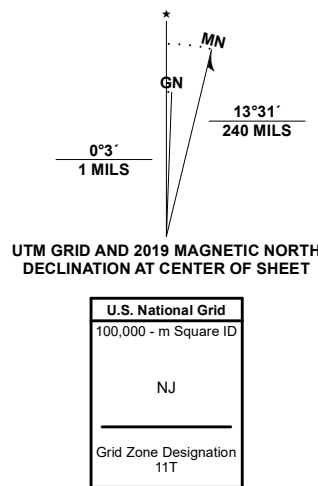 MN
GN
13°31´
240 MILS
0°3´
1 MILS
UTM GRID AND 2019 MAGNETIC NORTH
DECLINATION AT CENTER OF SHEET
U.S. National Grid
100,000 - m Square ID
NJ
Grid Zone Designation
11T